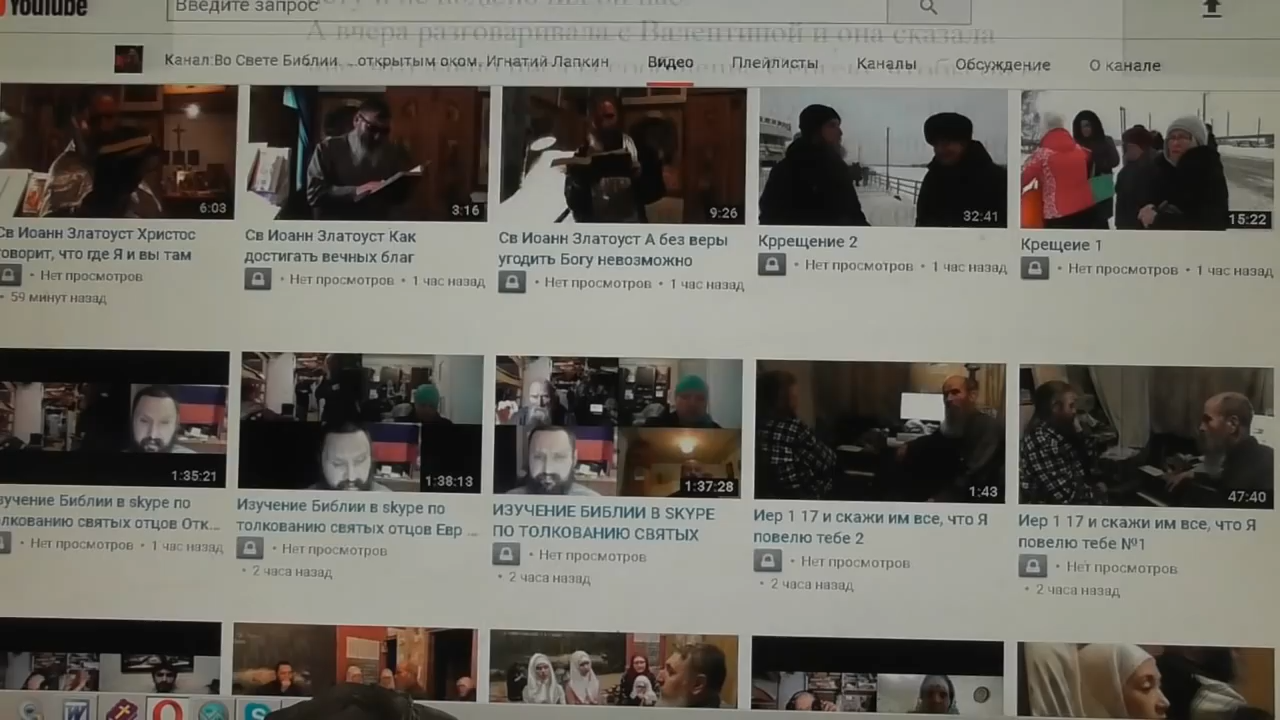 YouTube
Введите запрос
А вчера разговаривала с Валентиной и она сказала
Канал:Во Свете Библии. ...открытым оком. Игнатий Лапкин Видео Плейлисты Каналы Обсуждение О канале
6:03 3:16 9:26 32:41 15:22
Св Иоанн Златоуст Христос
говорит, что где Я и вы там
• Нет просмотров
• 59 минут назад
Св Иоанн Златоуст Как
достигать вечных благ
• Нет просмотров • 1 час назад
Св Иоанн Златоуст А без веры
угодить Богу невозможно
• Нет просмотров • 1 час назад
Кррещение 2
• Нет просмотров • 1 час назад
Крещеие 1
• Нет просмотров • 1 час назад
1:35:21 1:38:13 1:37:28 1:43 47:40
зучение Библии в skype по
олкованию святых отцов Отк...
• Нет просмотров • 1 час назад
Изучение Библии в skype по
толкованию святых отцов Евр ...
• Нет просмотров
• 2 часа назад
ИЗУЧЕНИЕ БИБЛИИ В SKYPE
ПО ТОЛКОВАНИЮ СВЯТЫХ
• Нет просмотров
• 2 часа назад
Иер 1 17 и скажи им все, что Я
повелю тебе 2
• Нет просмотров
• 2 часа назад
Иер 1 17 и скажи им все, что Я
повелю тебе №1
• Нет просмотров
• 2 часа назад